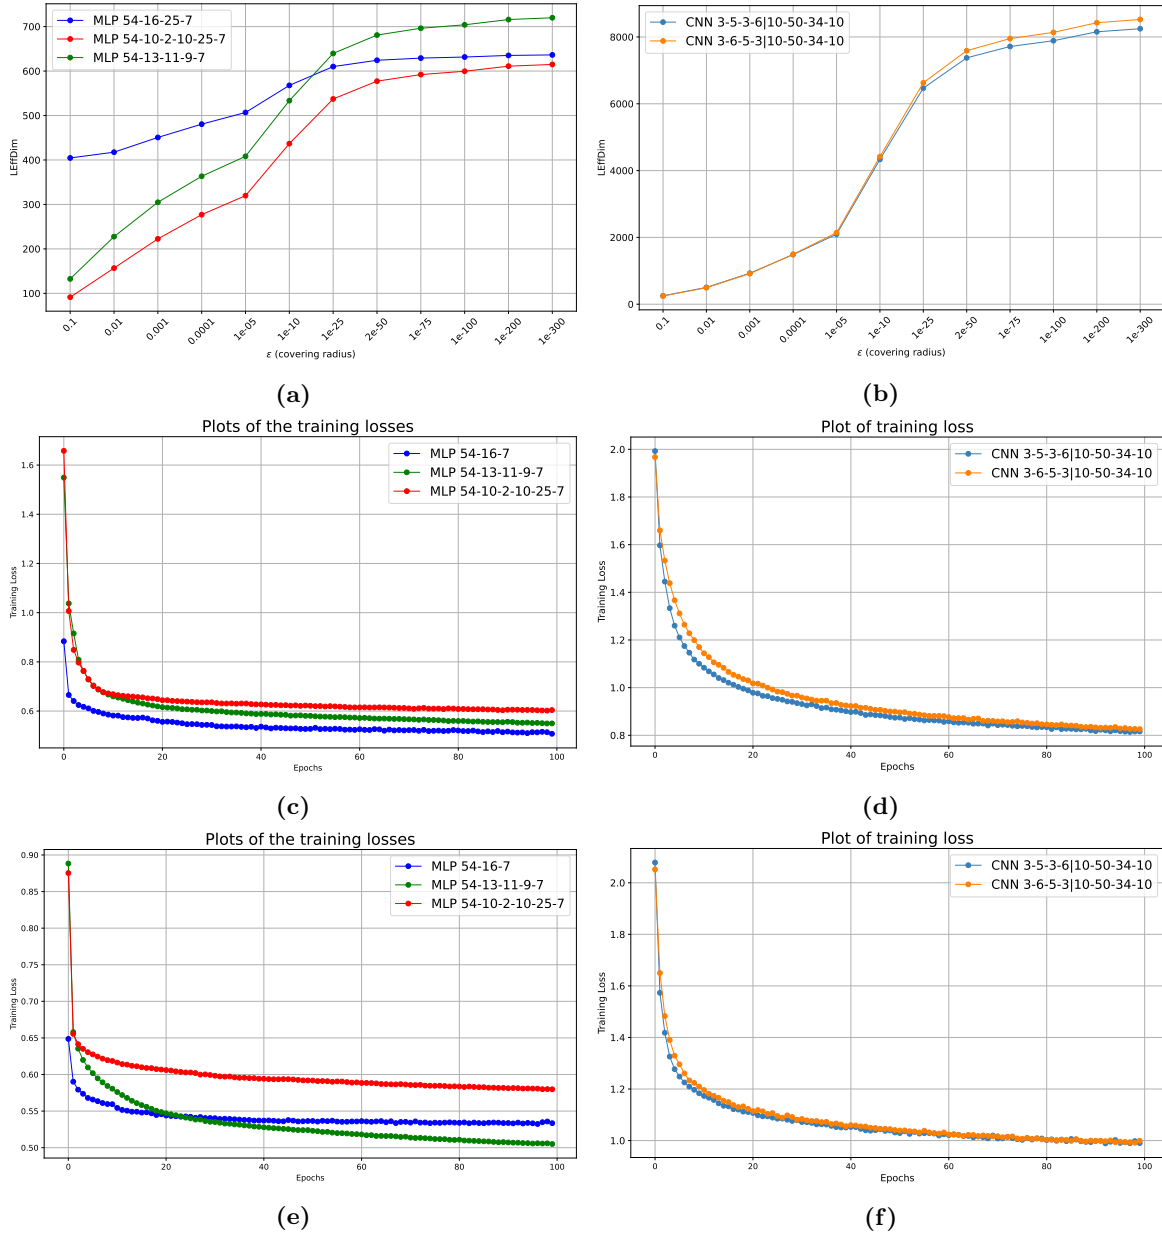 700
600
500
400
300
200
100
LEffDim
MLP 54-16-25-7
MLP 54-10-2-10-25-7
MLP 54-13-11-9-7
0.1
0.01
0.001
0.0001
1e-05
1e-10
1e-25
2e-50
1e-75
1e-100
1e-200
1e-300
ε (covering radius)
(a)
8000
6000
4000
2000
0
LEffDim
CNN 3-5-3-6|10-50-34-10
CNN 3-6-5-3|10-50-34-10
0.1
0.01
0.001
0.0001
1e-05
1e-10
1e-25
2e-50
1e-75
1e-100
1e-200
1e-300
ε (covering radius)
(b)
Plots of the training losses
1.6
1.4
1.2
1.0
0.8
0.6
Training Loss
MLP 54-16-7
MLP 54-13-11-9-7
MLP 54-10-2-10-25-7
0
20
40
60
80
100
Epochs
(c)
Plot of training loss
2.0
1.8
1.6
1.4
1.2
1.0
0.8
Training Loss
CNN 3-5-3-6|10-50-34-10
CNN 3-6-5-3|10-50-34-10
0
20
40
60
80
100
Epochs
(d)
Plots of the training losses
0.90
0.85
0.80
0.75
0.70
0.65
0.60
0.55
0.50
Training Loss
MLP 54-16-7
MLP 54-13-11-9-7
MLP 54-10-2-10-25-7
0
20
40
60
80
100
Epochs
(e)
Plot of training loss
2.0
1.8
1.6
1.4
1.2
1.0
Training Loss
CNN 3-5-3-6|10-50-34-10
CNN 3-6-5-3|10-50-34-10
0
20
40
60
80
100
Epochs
(f)